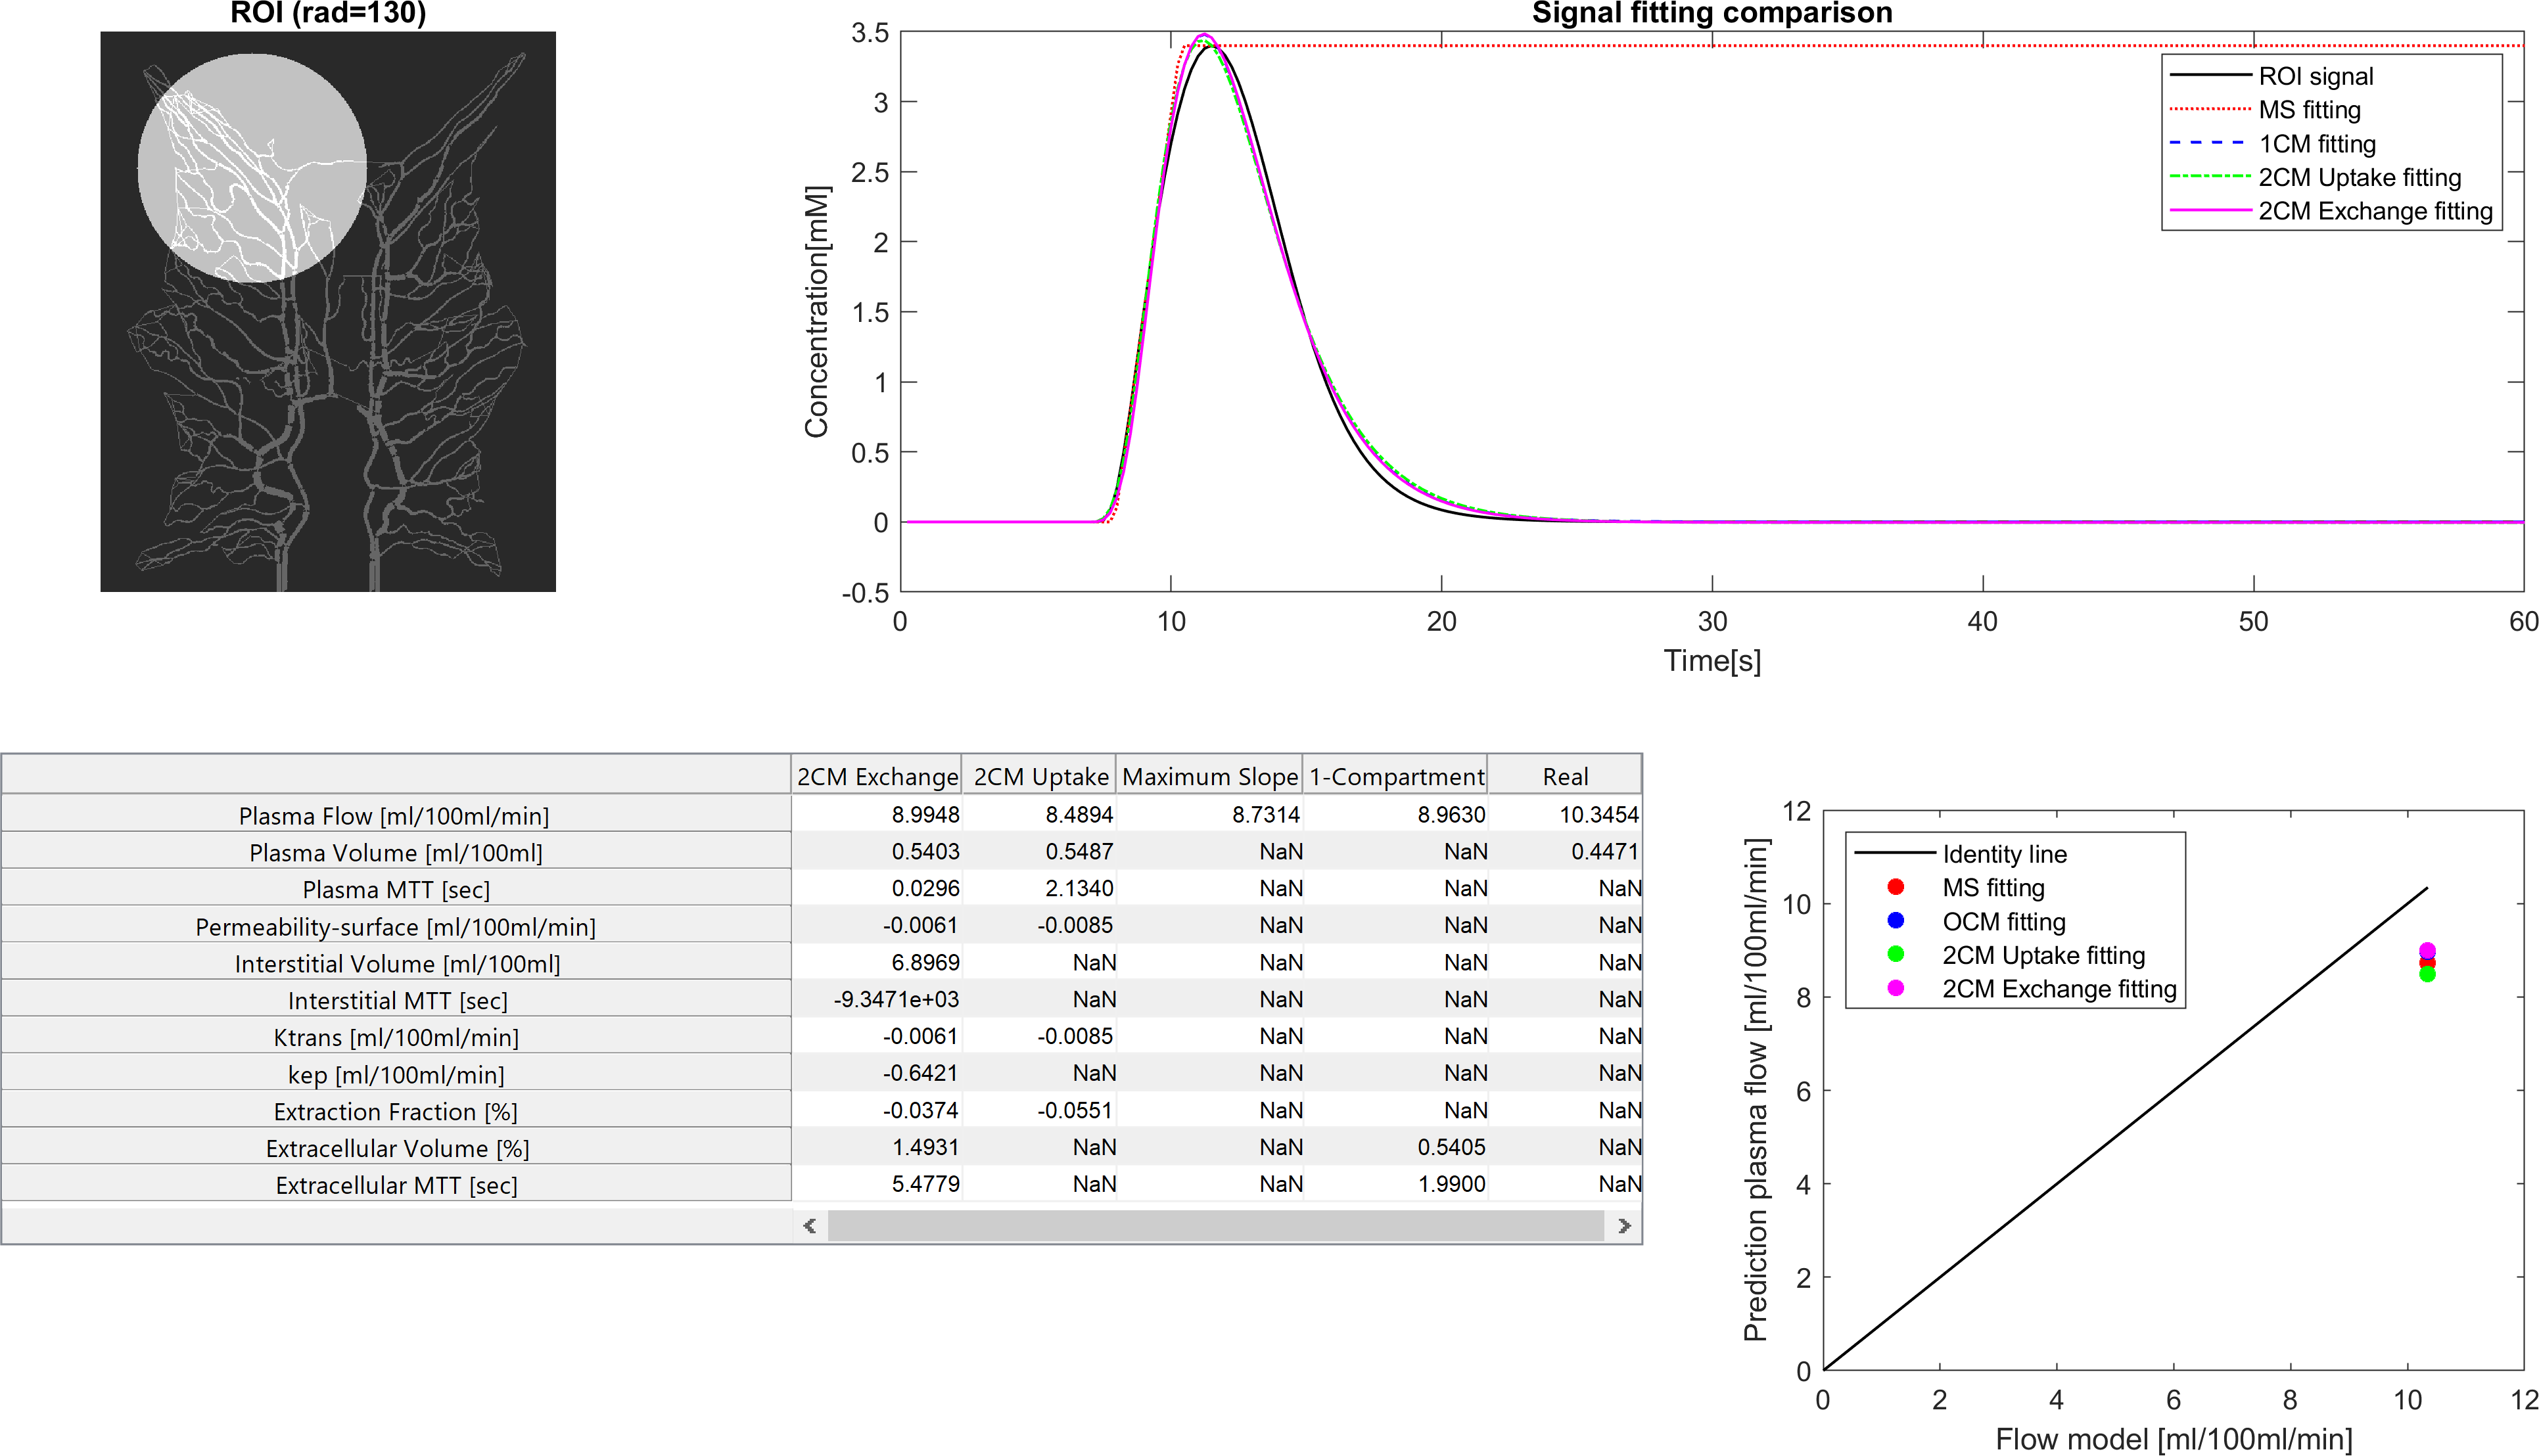 ROI (rad=130)
Signal fitting comparison
3.5
3
2.5
2
1.5
1
0.5
0
-0.5
Concentration[mM]
0 10 20 30 40 50 60
Time[s]
ROI signal
MS fitting
1CM fitting
2CM Uptake fitting
2CM Exchange fitting
2CM Exchange 2CM Uptake Maximum Slope 1-Compartment Real
Plasma Flow [ml/100ml/min] 8.9948 8.4894 8.7314 8.9630 10.3454
Plasma Volume [ml/100ml] 0.5403 0.5487 NaN NaN 0.4471
Plasma MTT [sec] 0.0296 2.1340 NaN NaN NaN
Permeability-surface [ml/100ml/min] -0.0061 -0.0085 NaN NaN NaN
Interstitial Volume [ml/100ml] 6.8969 NaN NaN NaN NaN
Interstitial MTT [sec] -9.3471e+03 NaN NaN NaN NaN
Ktrans [ml/100ml/min] -0.0061 -0.0085 NaN NaN NaN
kep [ml/100ml/min] -0.6421 NaN NaN NaN NaN
Extraction Fraction [%] -0.0374 -0.0551 NaN NaN NaN
Extracellular Volume [%] 1.4931 NaN NaN 0.5405 NaN
Extracellular MTT [sec] 5.4779 NaN NaN 1.9900 NaN
12
10
8
6
4
2
0
Prediction plasma flow [ml/100ml/min]
Identity line
MS fitting
OCM fitting
2CM Uptake fitting
2CM Exchange fitting
0 2 4 6 8 10 12
Flow model [ml/100ml/min]